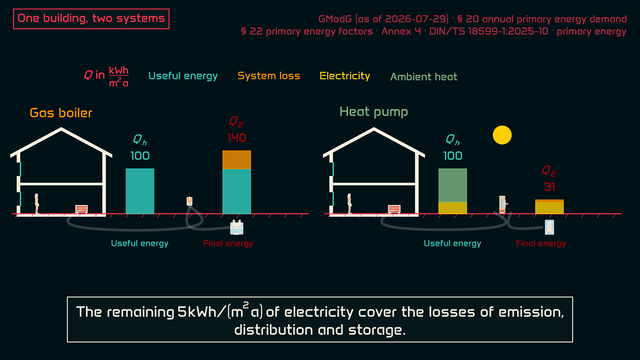 One building, two systems
GModG (as of 2026-07-29) · § 20 annual primary energy demand
§ 22 primary energy factors · Annex 4 · DIN/TS 18599-1:2025-10 · primary energy
Q in kWh/m²a
Useful energy
System loss
Electricity
Ambient heat
Gas boiler
Q_h
100
Q_E
140
Useful energy
Final energy
Heat pump
Q_h
100
Q_E
31
Useful energy
Final energy
The remaining 5kWh/(m²a) of electricity cover the losses of emission,
distribution and storage.